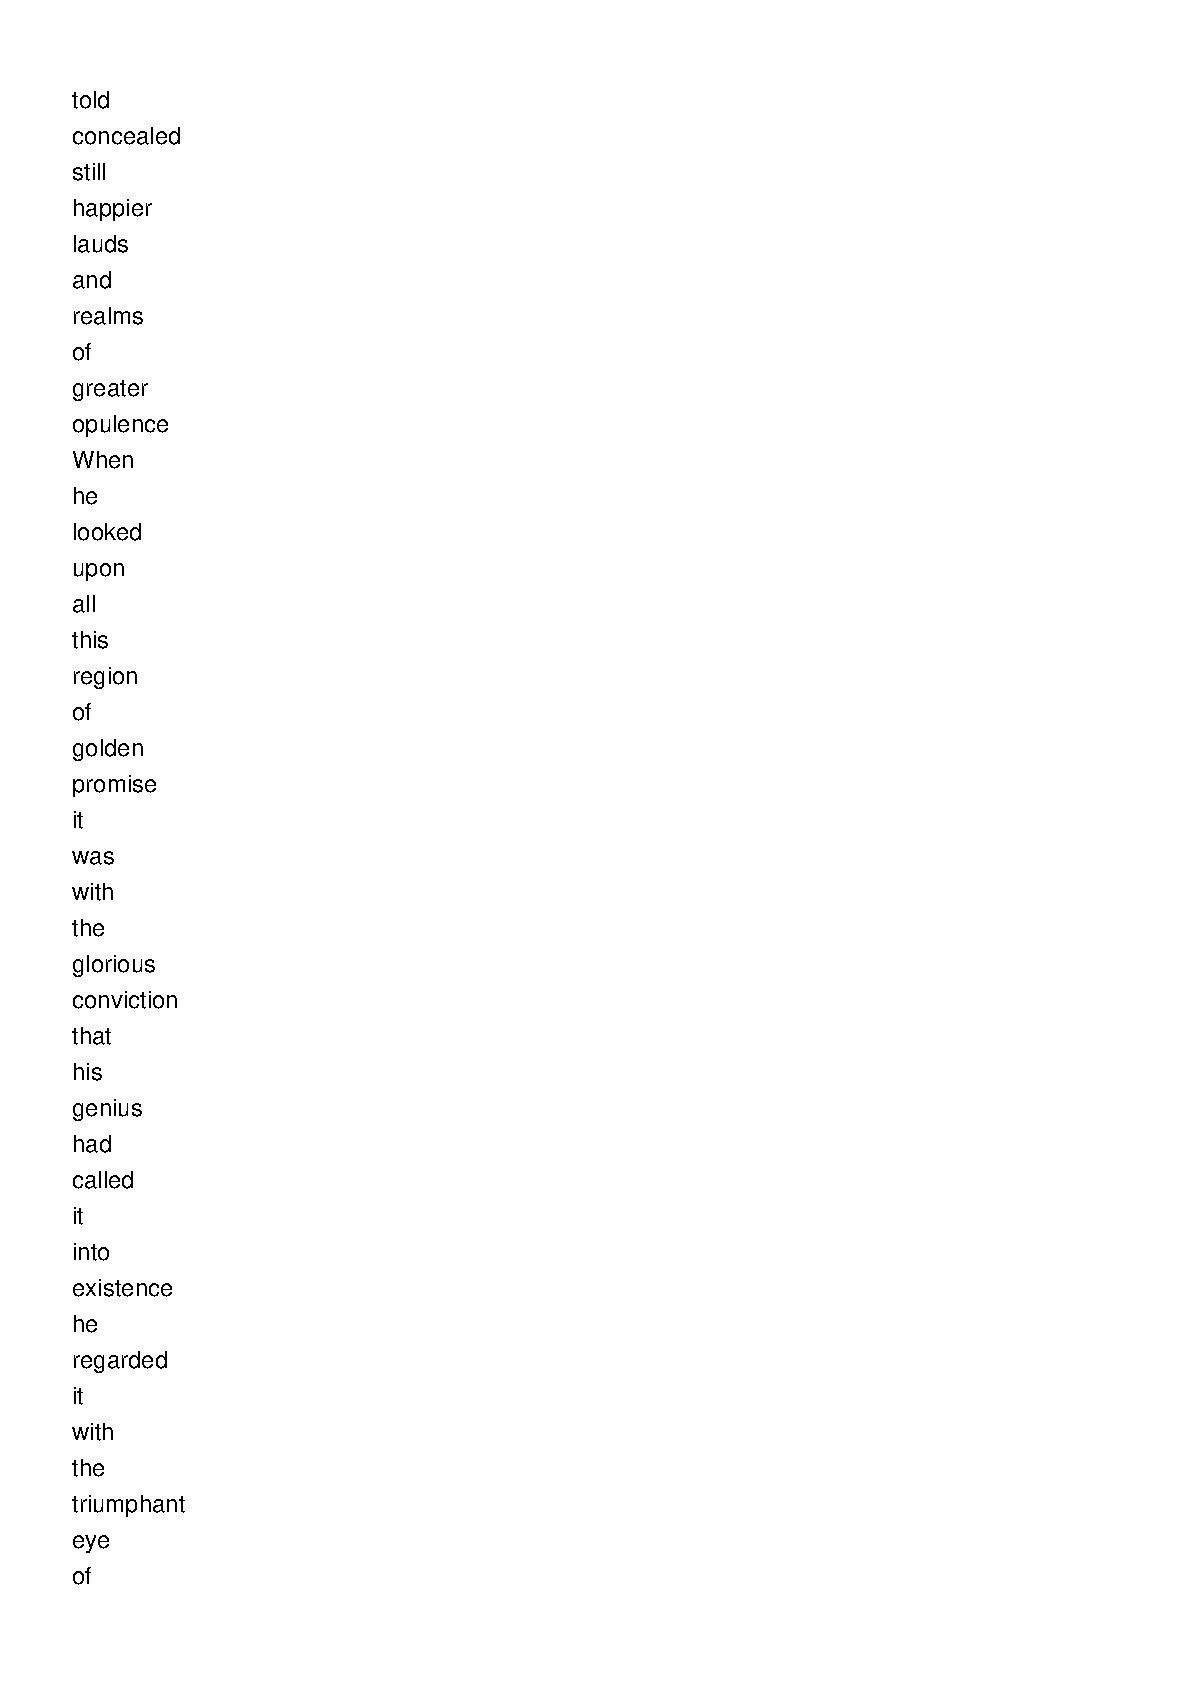 told
concealed
still
happier
lauds
and
realms
of
greater
opulence
When
he
looked
upon
all
this
region
of
golden
promise
it
was
with
the
glorious
conviction
that
his
genius
had
called
it
into
existence
he
regarded
it
with
the
triumphant
eye
of